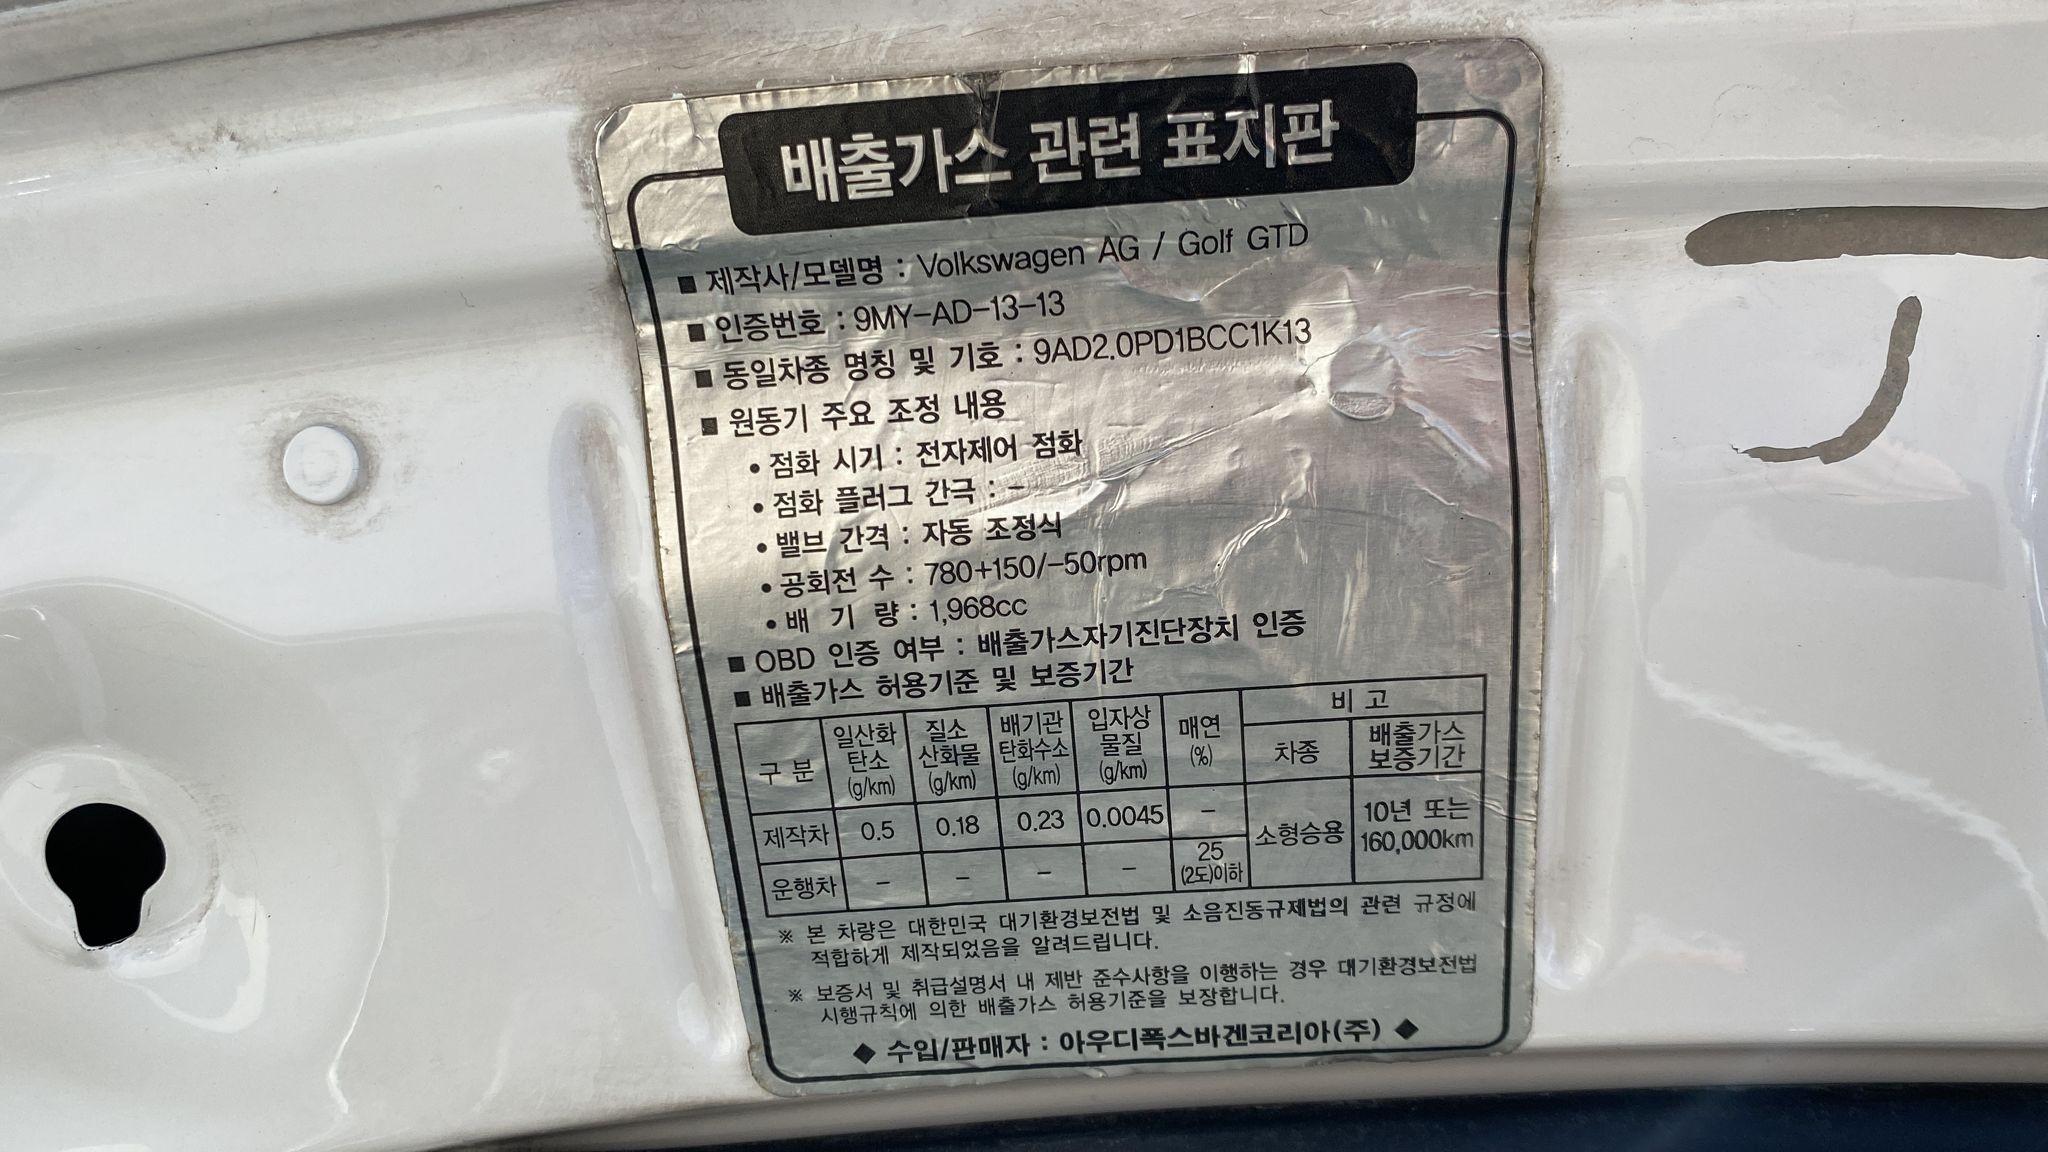 배출가스 관련 표지판
■ 제작사/모델명 : Volkswagen AG / Golf GTD
■ 인증번호 : 9MY-AD-13-13
■ 동일차종 명칭 및 기호 : 9AD2.0PD1BCC1K13
■ 원동기 주요 조정 내용
• 점화 시기 : 전자제어 점화
• 점화 플러그 간극 : -
• 밸브 간격 : 자동 조정식
• 공회전 수 : 780+150/-50rpm
• 배 기 량 : 1,968cc
■ OBD 인증 여부 : 배출가스자기진단장치 인증
■ 배출가스 허용기준 및 보증기간
구 분 일산화 탄소 (g/km) 질소 산화물 (g/km) 배기관 탄화수소 (g/km) 입자상 물질 (g/km) 매연 (%) 비 고
차종 배출가스 보증기간
제작차 0.5 0.18 0.23 0.0045 - 소형승용 10년 또는 160,000km
운행차 - - - - 25 (2도)이하
※ 본 차량은 대한민국 대기환경보전법 및 소음진동규제법의 관련 규정에
적합하게 제작되었음을 알려드립니다.
※ 보증서 및 취급설명서 내 제반 준수사항을 이행하는 경우 대기환경보전법
시행규칙에 의한 배출가스 허용기준을 보장합니다.
◆ 수입/판매자 : 아우디폭스바겐코리아(주) ◆